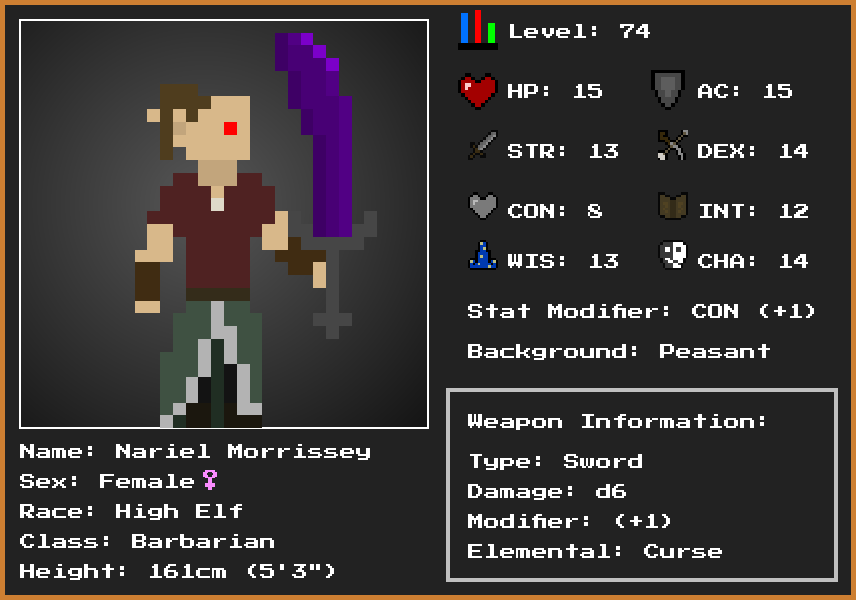 Level: 74
HP: 15
AC: 15
STR: 13
DEX: 14
CON: 8
INT: 12
WIS: 13
CHA: 14
Stat Modifier: CON (+1)
Background: Peasant
Weapon Information:
Type: Sword
Damage: d6
Modifier: (+1)
Elemental: Curse
Name: Nariel Morrissey
Sex: Female♀
Race: High Elf
Class: Barbarian
Height: 161cm (5'3")